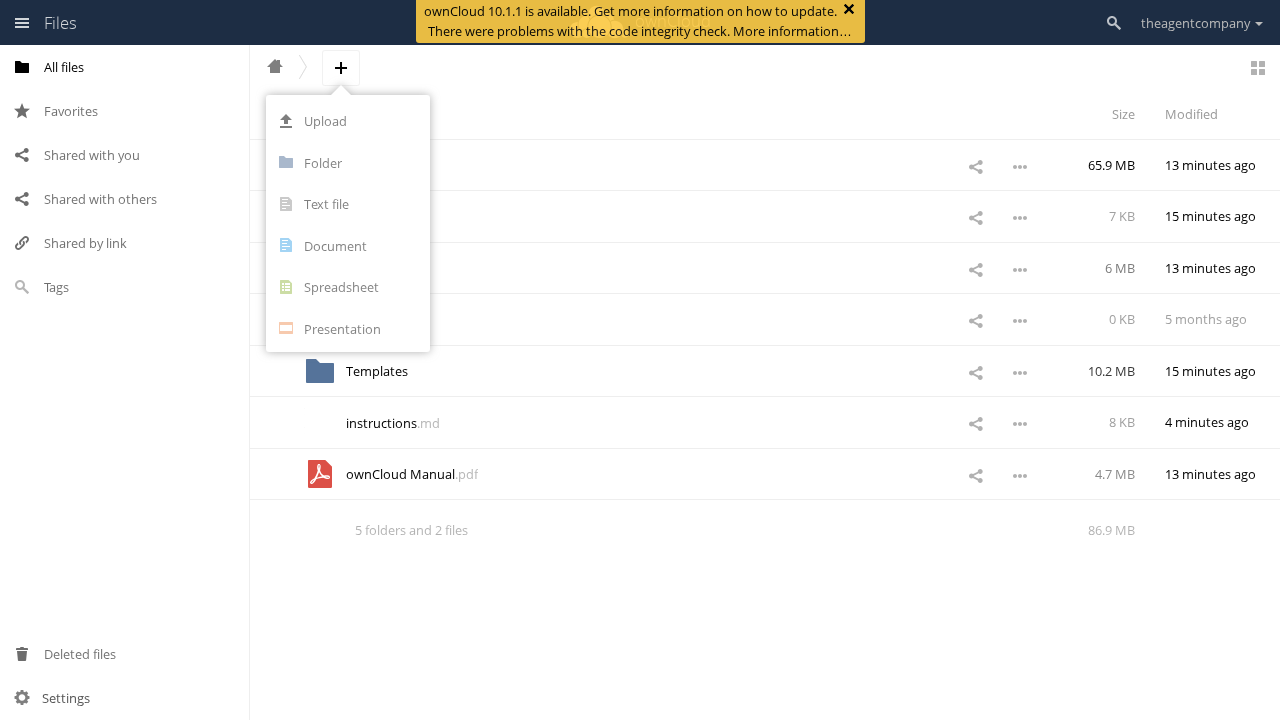 Files
ownCloud 10.1.1 is available. Get more information on how to update.
There were problems with the code integrity check. More information…
theagentcompany
All files
Favorites
Shared with you
Shared with others
Shared by link
Tags
Deleted files
Settings
Upload
Folder
Text file
Document
Spreadsheet
Presentation
Size Modified
65.9 MB 13 minutes ago
7 KB 15 minutes ago
6 MB 13 minutes ago
0 KB 5 months ago
Templates 10.2 MB 15 minutes ago
instructions.md 8 KB 4 minutes ago
ownCloud Manual.pdf 4.7 MB 13 minutes ago
5 folders and 2 files 86.9 MB